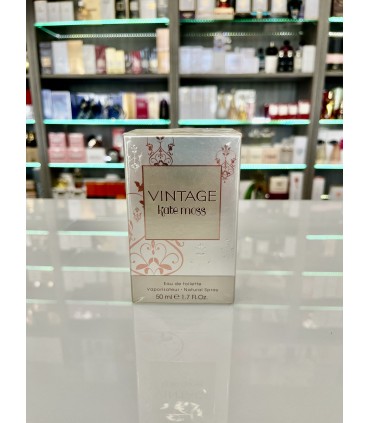 VINTAGE
kate moss
Eau de toilette
Vaporisateur - Natural Spray
50 ml e 1.7 Fl.Oz.